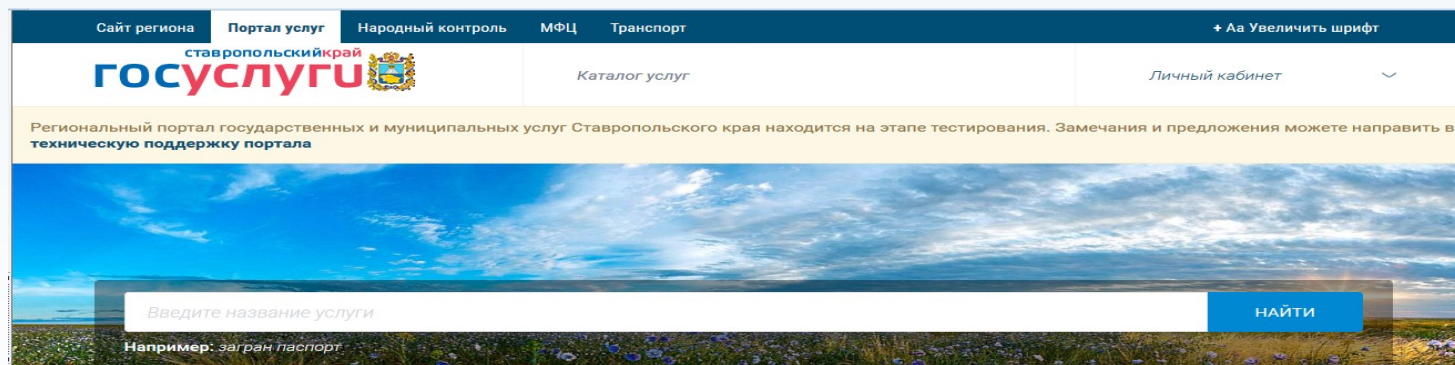 Сайт региона Портал услуг Народный контроль МФЦ Транспорт + Аа Увеличить шрифт
ставропольскийкрай
госуслуги
Каталог услуг Личный кабинет
Региональный портал государственных и муниципальных услуг Ставропольского края находится на этапе тестирования. Замечания и предложения можете направить в
техническую поддержку портала
Введите название услуги НАЙТИ
Например: загран паспорт